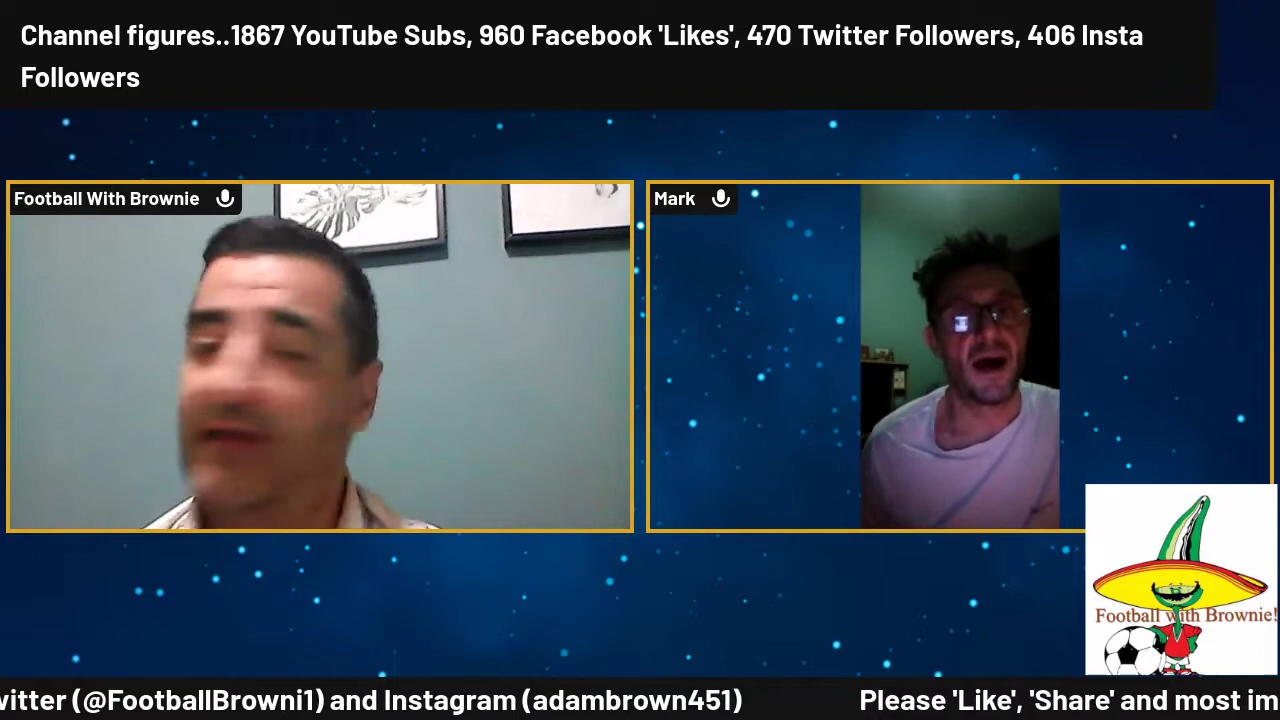 Channel figures..1867 YouTube Subs, 960 Facebook 'Likes', 470 Twitter Followers, 406 Insta
Followers
Football With Brownie
Mark
Football with Brownie!
witter (@FootballBrowni1) and Instagram (adambrown451) Please 'Like', 'Share' and most im